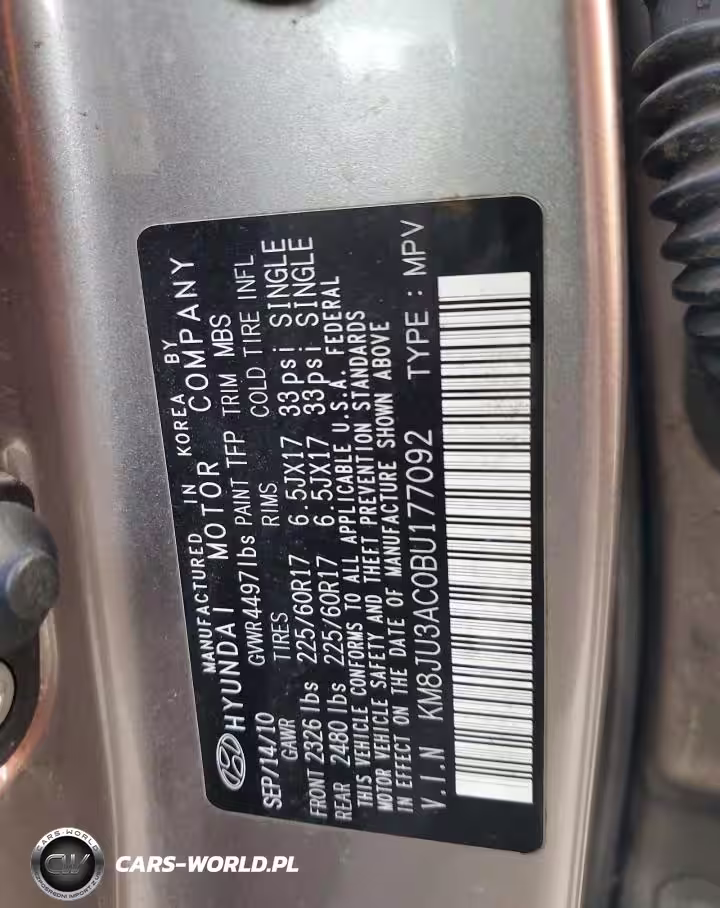 MANUFACTURED IN KOREA BY
HYUNDAI MOTOR COMPANY
SEP/14/10 GVWR 4497lbs PAINT TFP TRIM MBS
GAWR TIRES RIMS COLD TIRE INFL
FRONT 2326 lbs 225/60R17 6.5JX17 33psi SINGLE
REAR 2480 lbs 225/60R17 6.5JX17 33psi SINGLE
THIS VEHICLE CONFORMS TO ALL APPLICABLE U.S.A. FEDERAL
MOTOR VEHICLE SAFETY AND THEFT PREVENTION STANDARDS
IN EFFECT ON THE DATE OF MANUFACTURE SHOWN ABOVE
V.I.N KM8JU3AC0BU177092 TYPE : MPV
CARS-WORLD
CW
CARS-WORLD.PL